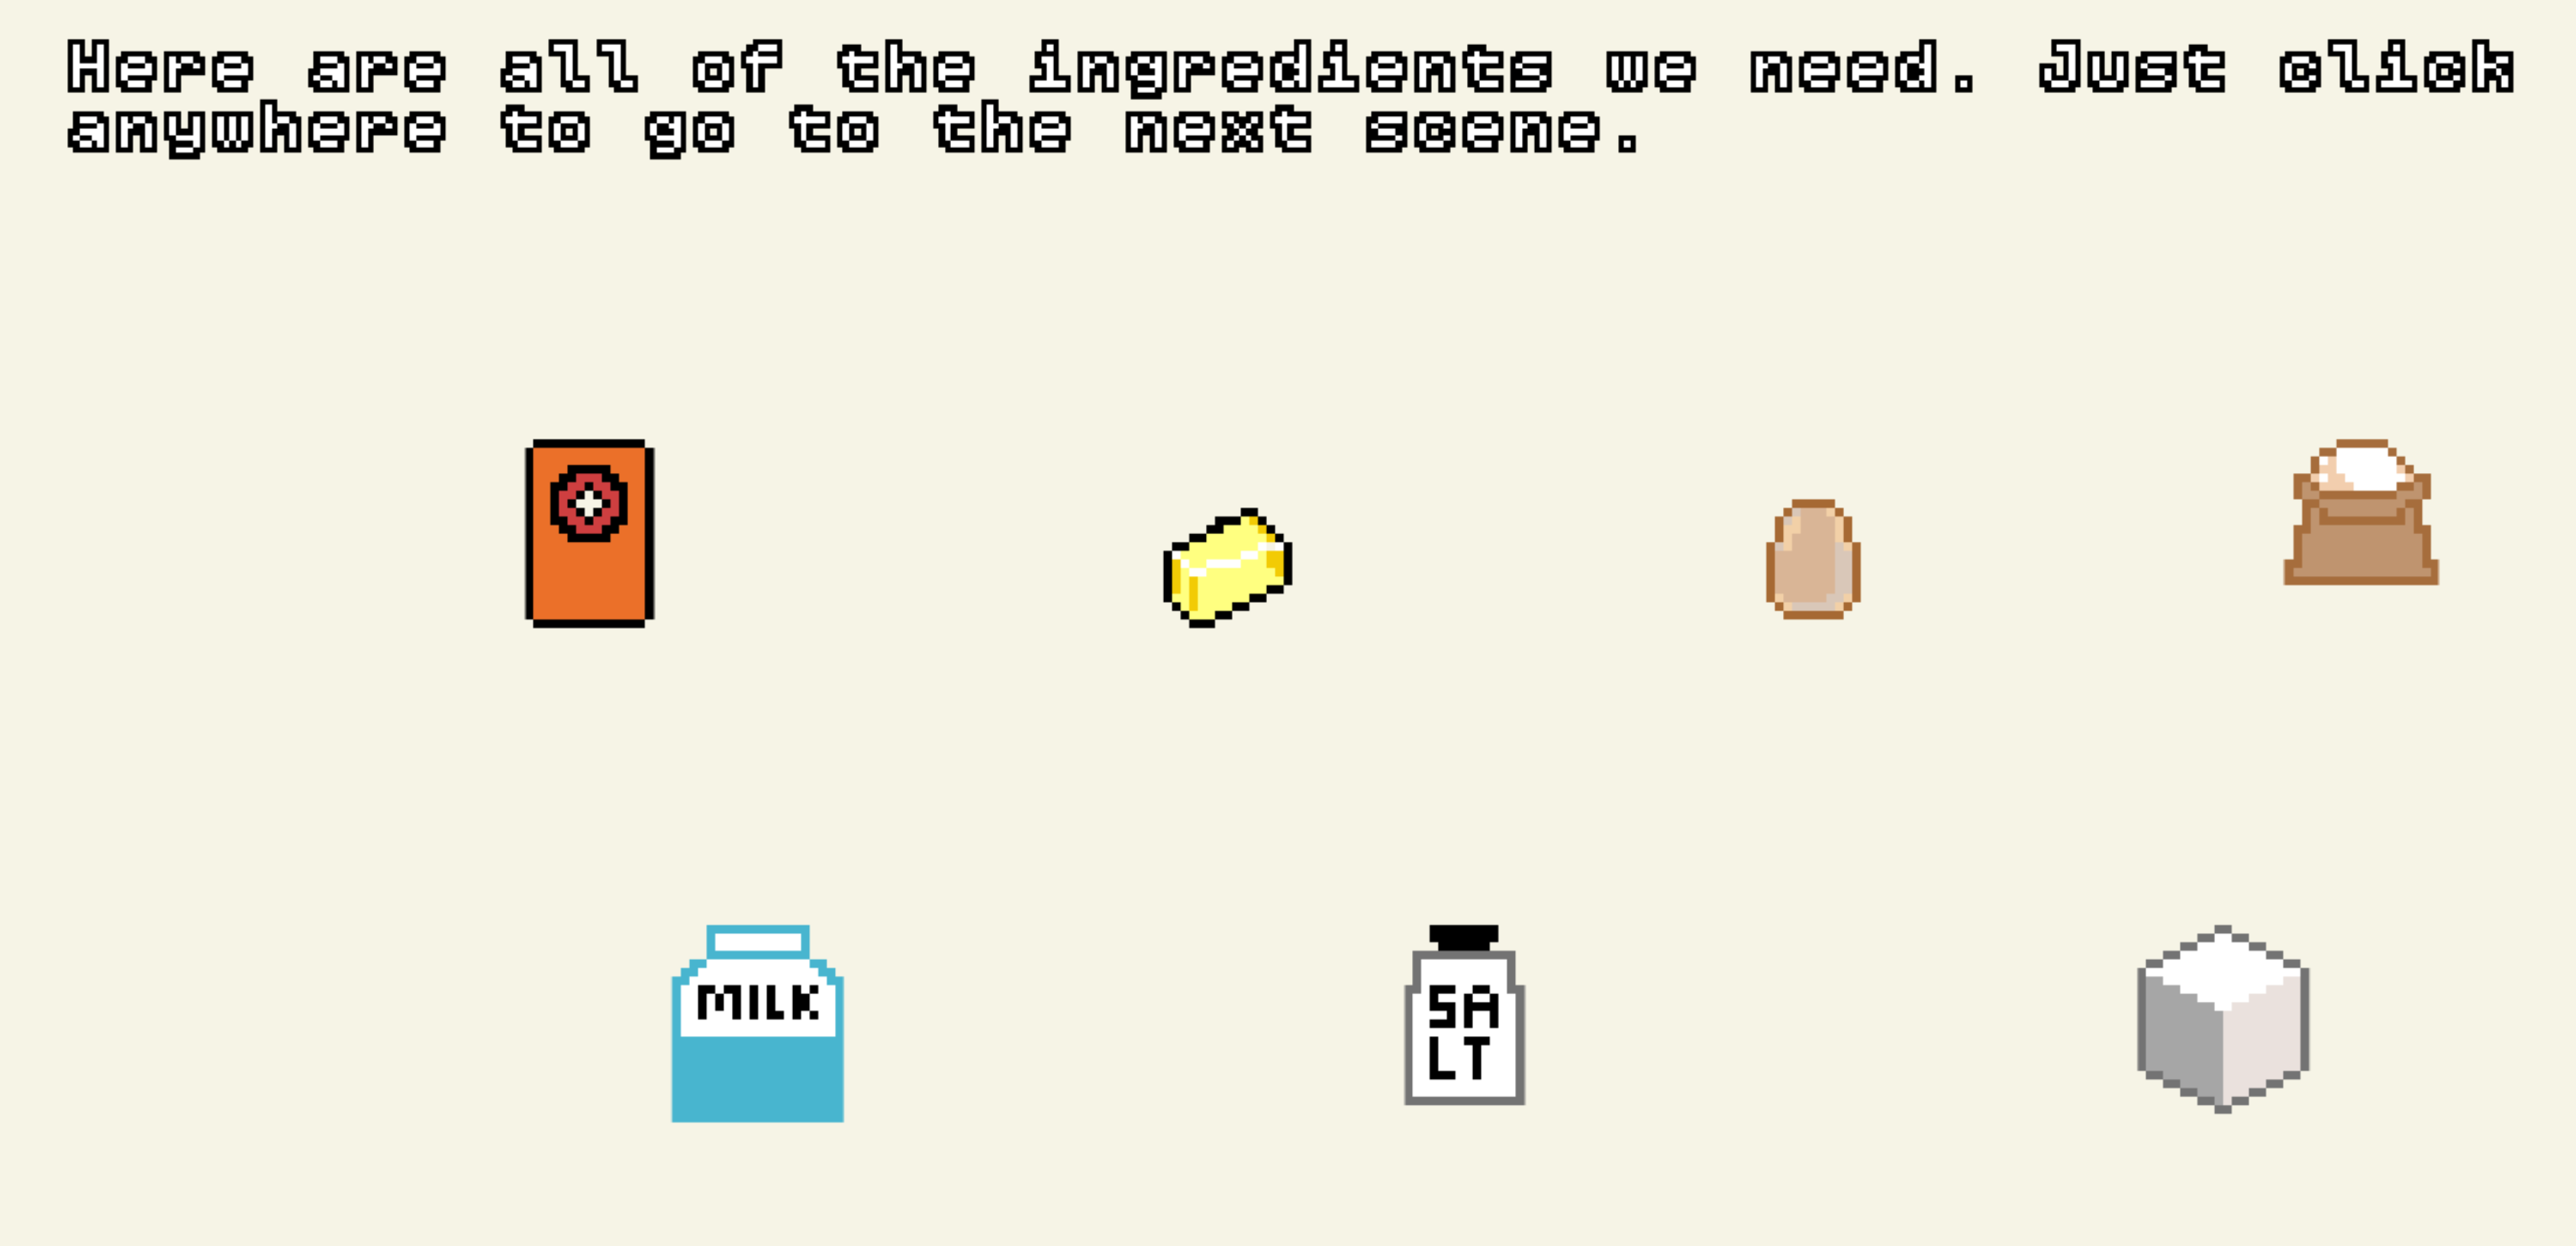 Here are all of the ingredients we need. Just click
anywhere to go to the next scene.
MILK
SA
LT